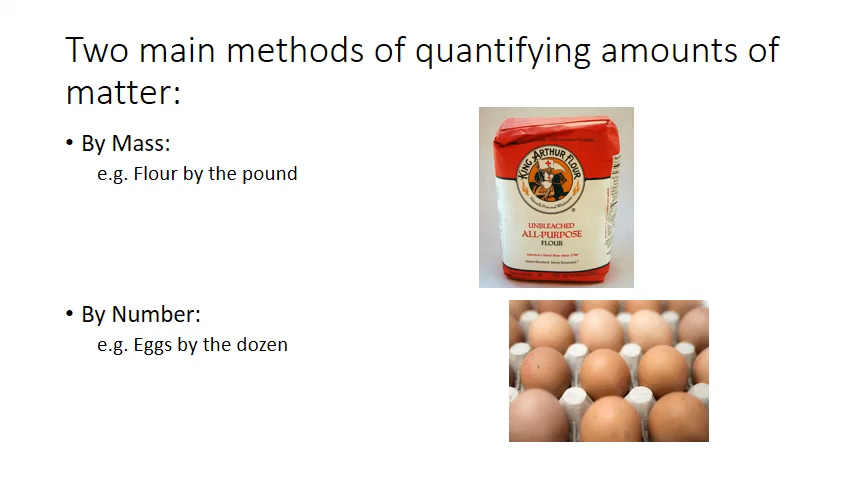 Two main methods of quantifying amounts of
matter:
• By Mass:
e.g. Flour by the pound
KING ARTHUR FLOUR
UNBLEACHED
ALL-PURPOSE
FLOUR
• By Number:
e.g. Eggs by the dozen